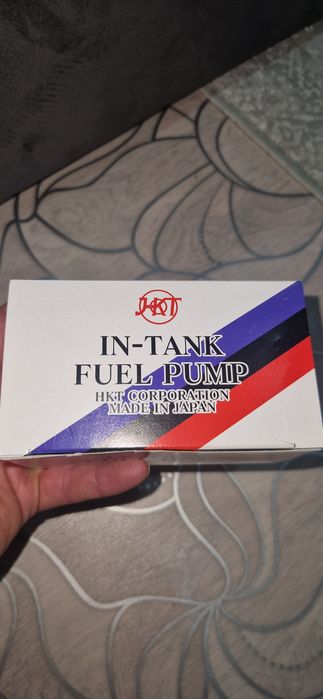 HKT
IN-TANK
FUEL PUMP
HKT CORPORATION
MADE IN JAPAN